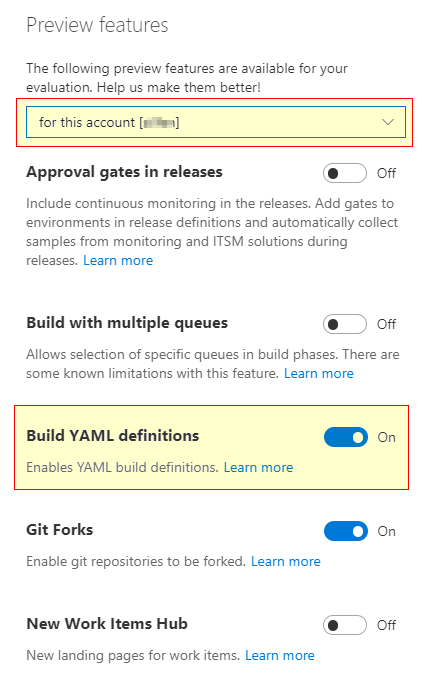 Preview features
The following preview features are available for your
evaluation. Help us make them better!
for this account [ ]
Approval gates in releases
Off
Include continuous monitoring in the releases. Add gates to
environments in release definitions and automatically collect
samples from monitoring and ITSM solutions during
releases. Learn more
Build with multiple queues
Off
Allows selection of specific queues in build phases. There are
some known limitations with this feature. Learn more
Build YAML definitions
On
Enables YAML build definitions. Learn more
Git Forks
On
Enable git repositories to be forked. Learn more
New Work Items Hub
Off
New landing pages for work items. Learn more